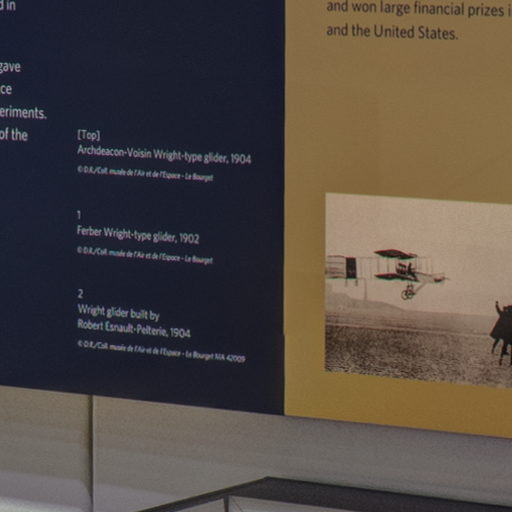 d in
gave
ce
eriments.
of the
[Top]
Archdeacon-Voisin Wright-type glider, 1904
© D.R./Coll. musée de l'Air et de l'Espace - Le Bourget
1
Ferber Wright-type glider, 1902
© D.R./Coll. musée de l'Air et de l'Espace - Le Bourget
2
Wright glider built by
Robert Esnault-Pelterie, 1904
© D.R./Coll. musée de l'Air et de l'Espace - Le Bourget MA 42009
and won large financial prizes i
and the United States.